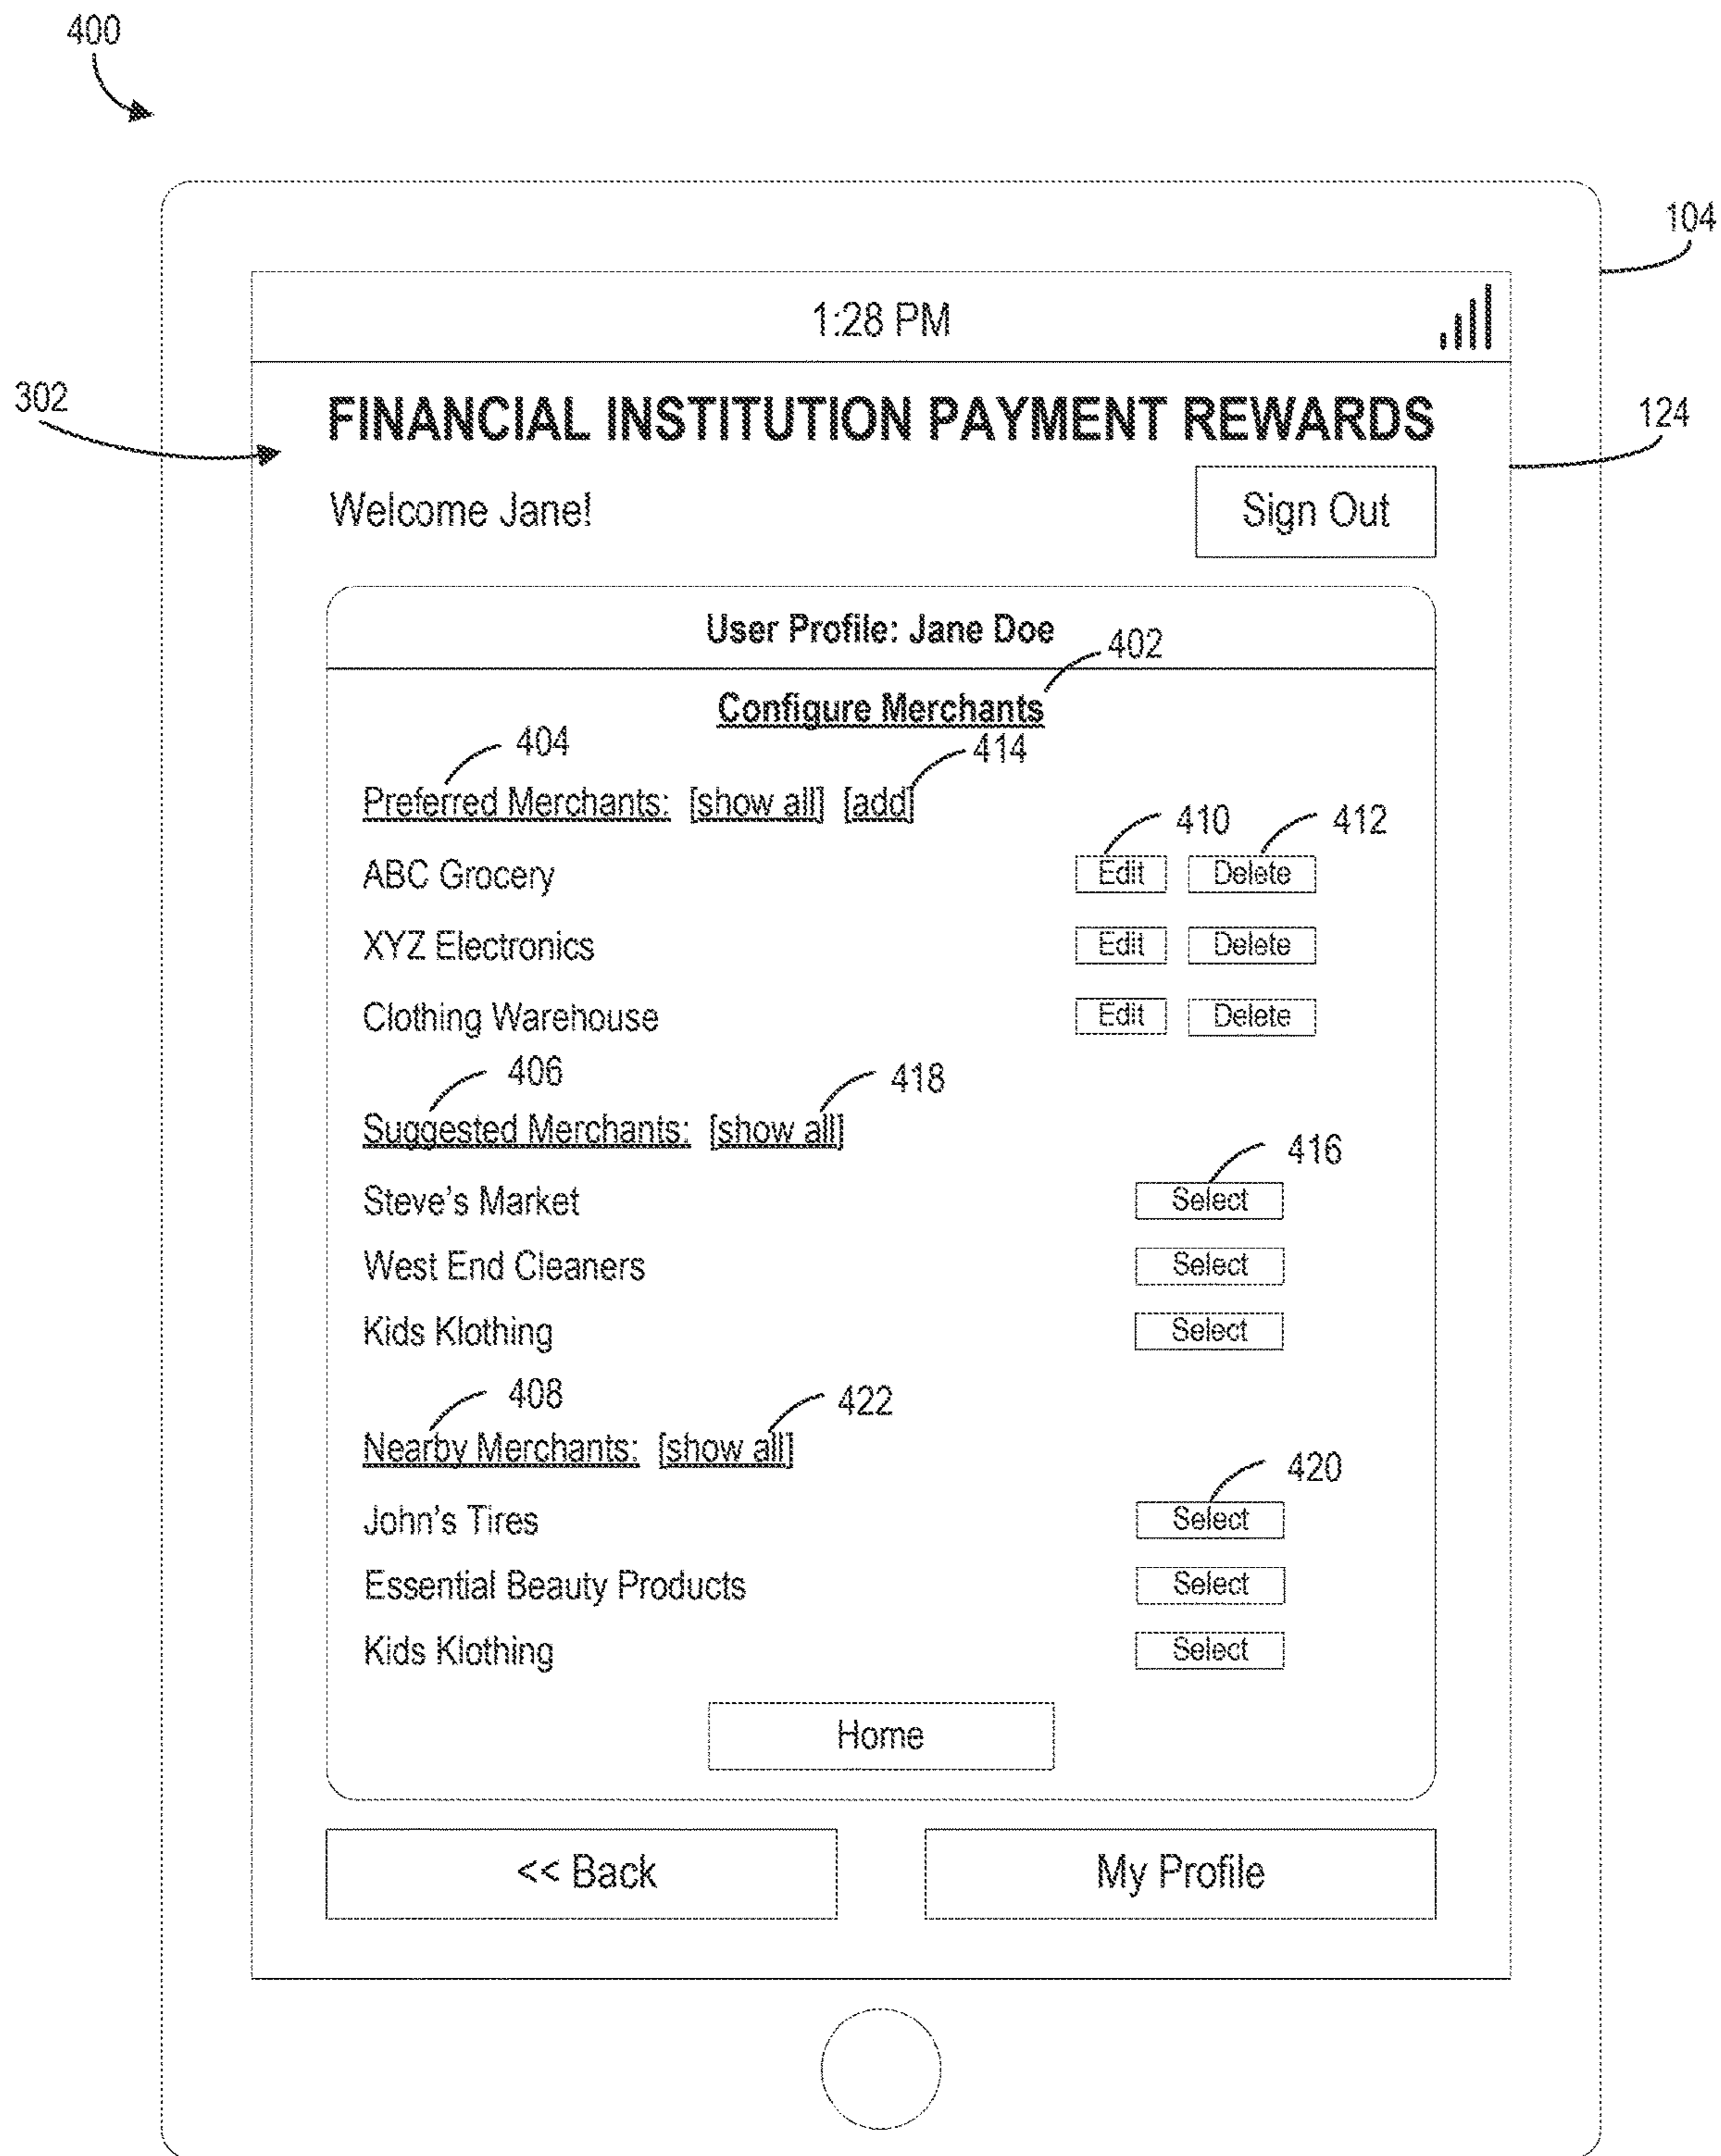 400
104
1:28 PM
302
FINANCIAL INSTITUTION PAYMENT REWARDS
124
Welcome Jane!
Sign Out
User Profile: Jane Doe
402
Configure Merchants
404
414
Preferred Merchants: [show all] [add]
410
412
ABC Grocery Edit Delete
XYZ Electronics Edit Delete
Clothing Warehouse Edit Delete
406
418
Suggested Merchants: [show all]
416
Steve's Market Select
West End Cleaners Select
Kids Klothing Select
408
422
Nearby Merchants: [show all]
420
John's Tires Select
Essential Beauty Products Select
Kids Klothing Select
Home
<< Back
My Profile